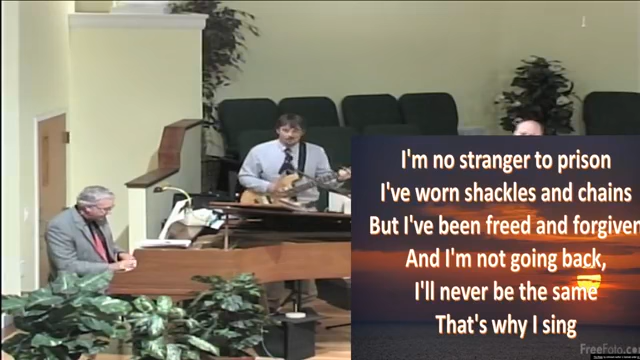 I'm no stranger to prison
I've worn shackles and chains
But I've been freed and forgiven
And I'm not going back,
I'll never be the same
That's why I sing
FreeFoto.co